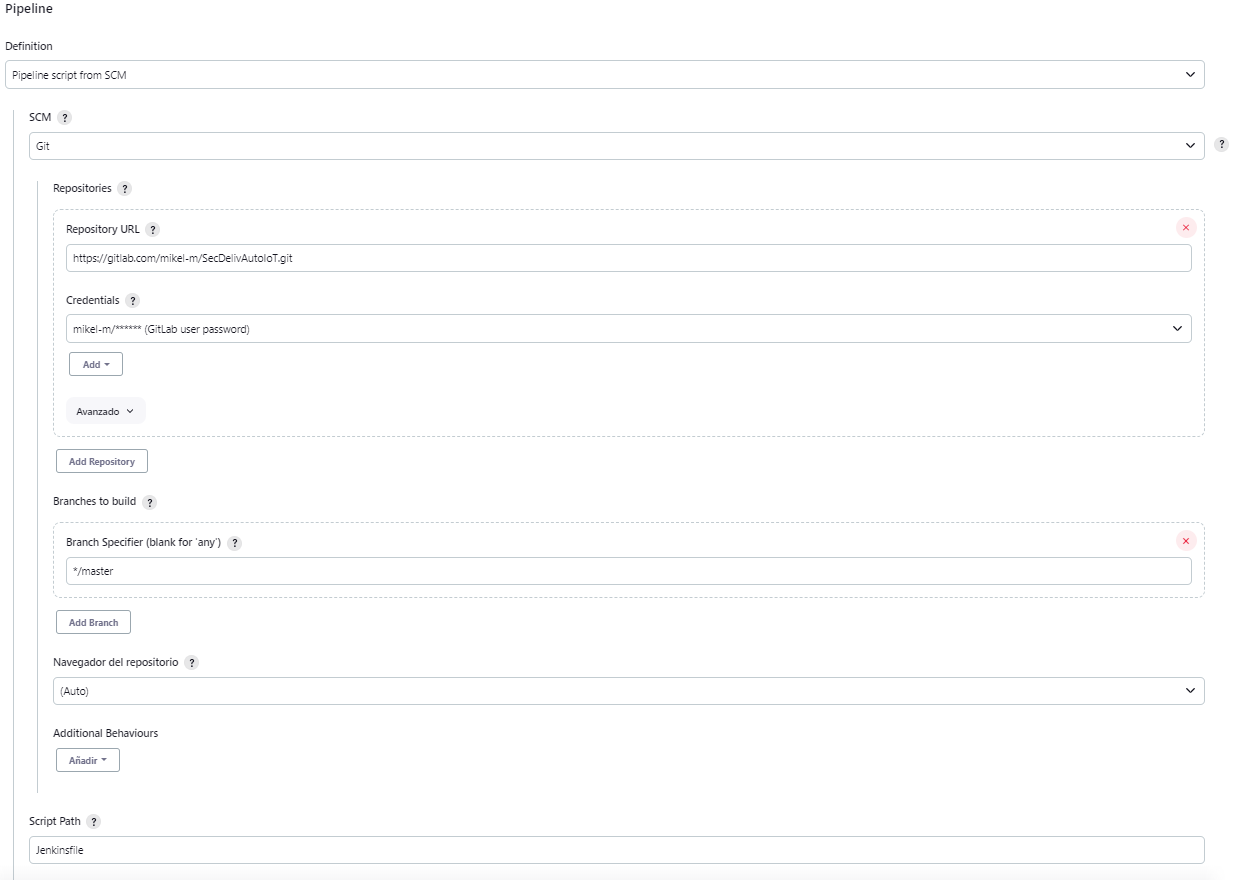 Pipeline
Definition
Pipeline script from SCM
SCM ?
Git
?
Repositories ?
Repository URL ?
https://gitlab.com/mikel-m/SecDelivAutoIoT.git
Credentials ?
mikel-m/****** (GitLab user password)
Add
Avanzado
Add Repository
Branches to build ?
Branch Specifier (blank for 'any') ?
*/master
Add Branch
Navegador del repositorio ?
(Auto)
Additional Behaviours
Añadir
Script Path ?
Jenkinsfile